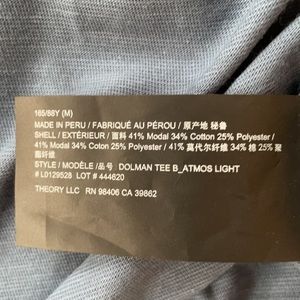 165/88Y (M)
MADE IN PERU / FABRIQUÉ AU PÉROU / 原产地 秘鲁
SHELL / EXTÉRIEUR / 面料 41% Modal 34% Cotton 25% Polyester /
41% Modal 34% Coton 25% Polyester / 41% 莫代尔纤维 34% 棉 25% 聚
酯纤维
STYLE / MODÈLE /品号 DOLMAN TEE B_ATMOS LIGHT
# L0129528 LOT # 444620
THEORY LLC RN 98406 CA 39862